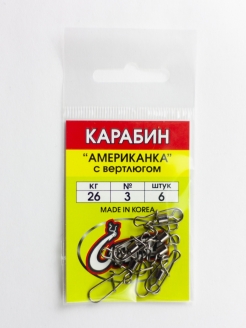 КАРАБИН
"АМЕРИКАНКА"
с вертлюгом
кг № штук
26 3 6
MADE IN KOREA